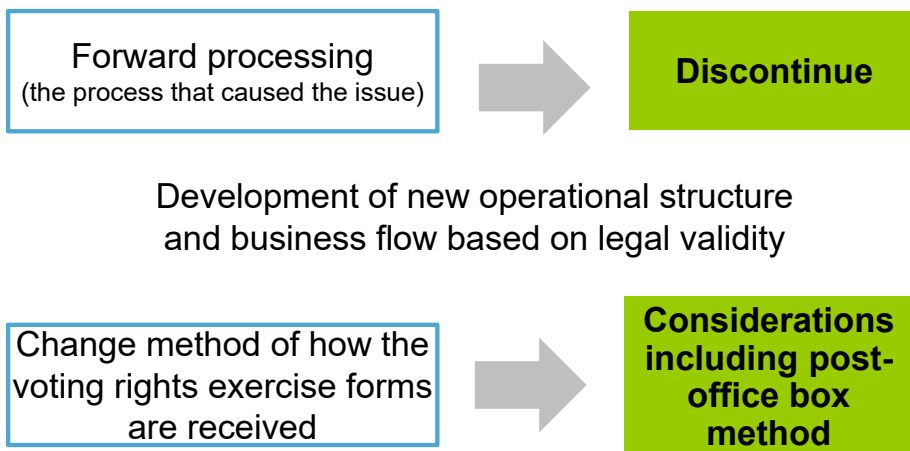 Forward processing
(the process that caused the issue)
Discontinue
Development of new operational structure
and business flow based on legal validity
Change method of how the
voting rights exercise forms
are received
Considerations
including post-
office box
method